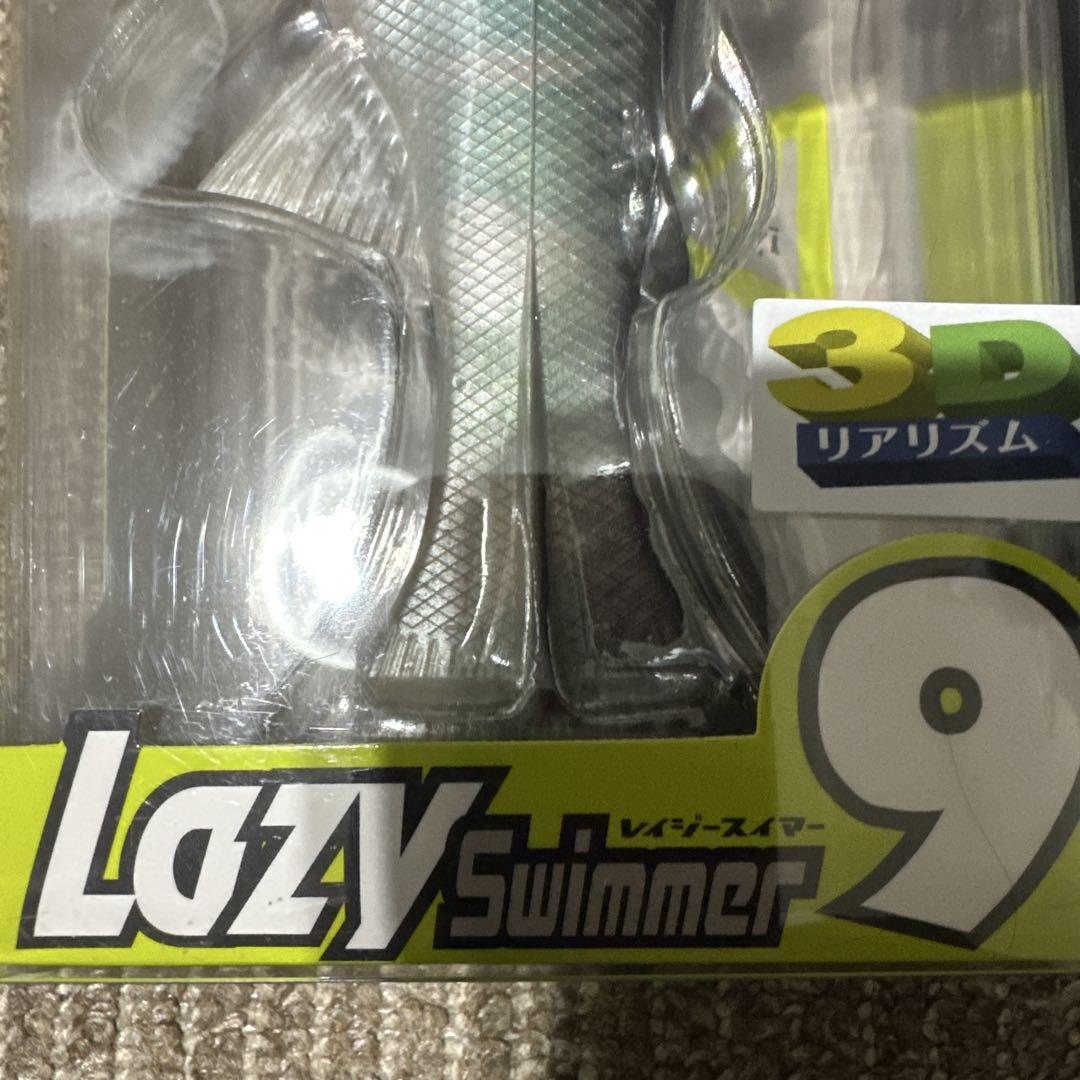 3D
リアリズム
Lazy
レイジースイマー
Swimmer
9